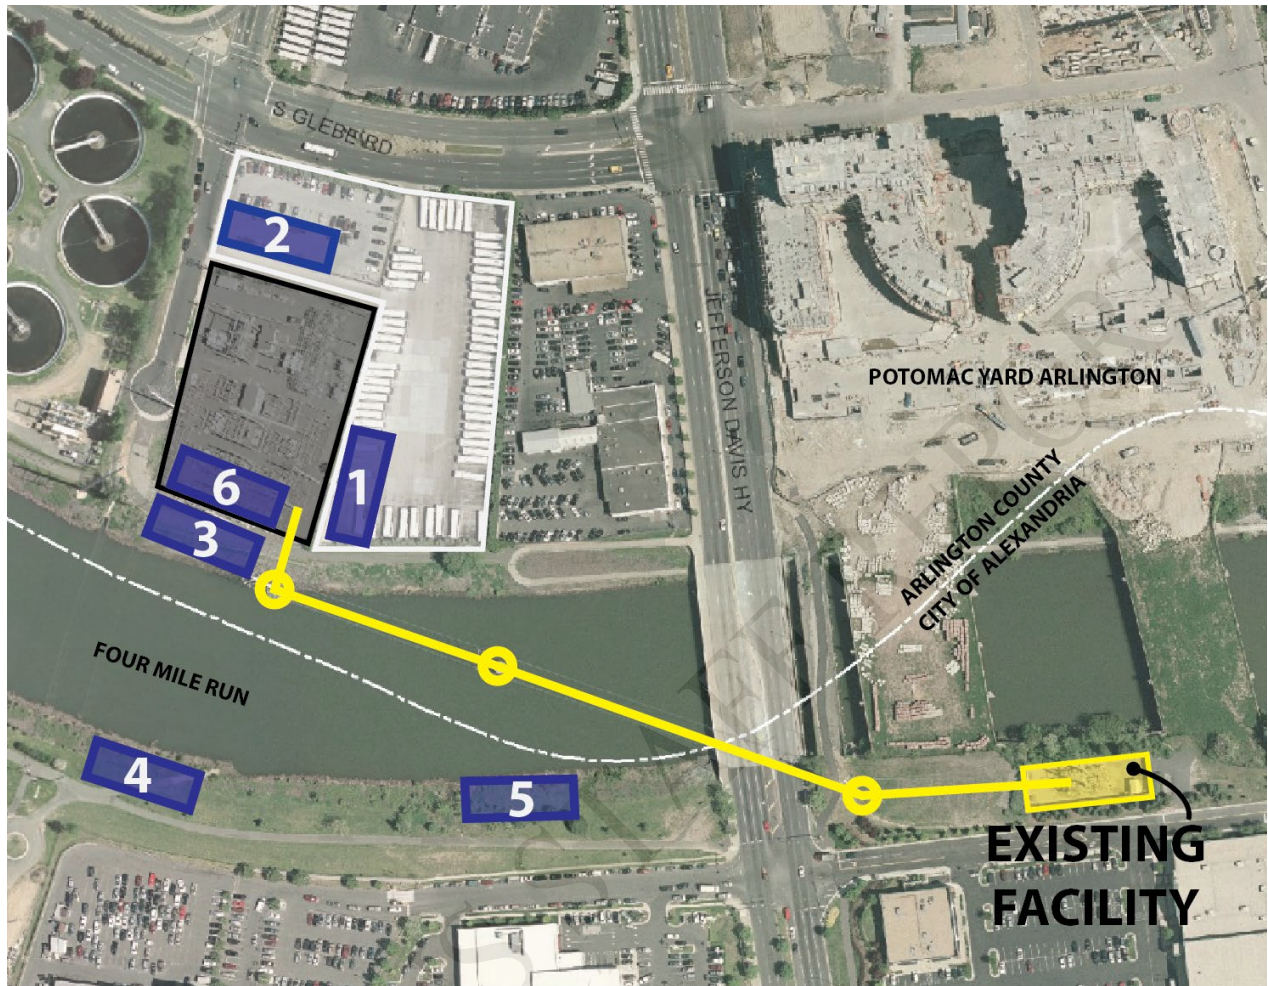 S GLEBE RD
2
JEFFERSON DAVIS HY
POTOMAC YARD ARLINGTON
6
1
3
ARLINGTON COUNTY
CITY OF ALEXANDRIA
FOUR MILE RUN
4
5
EXISTING
FACILITY